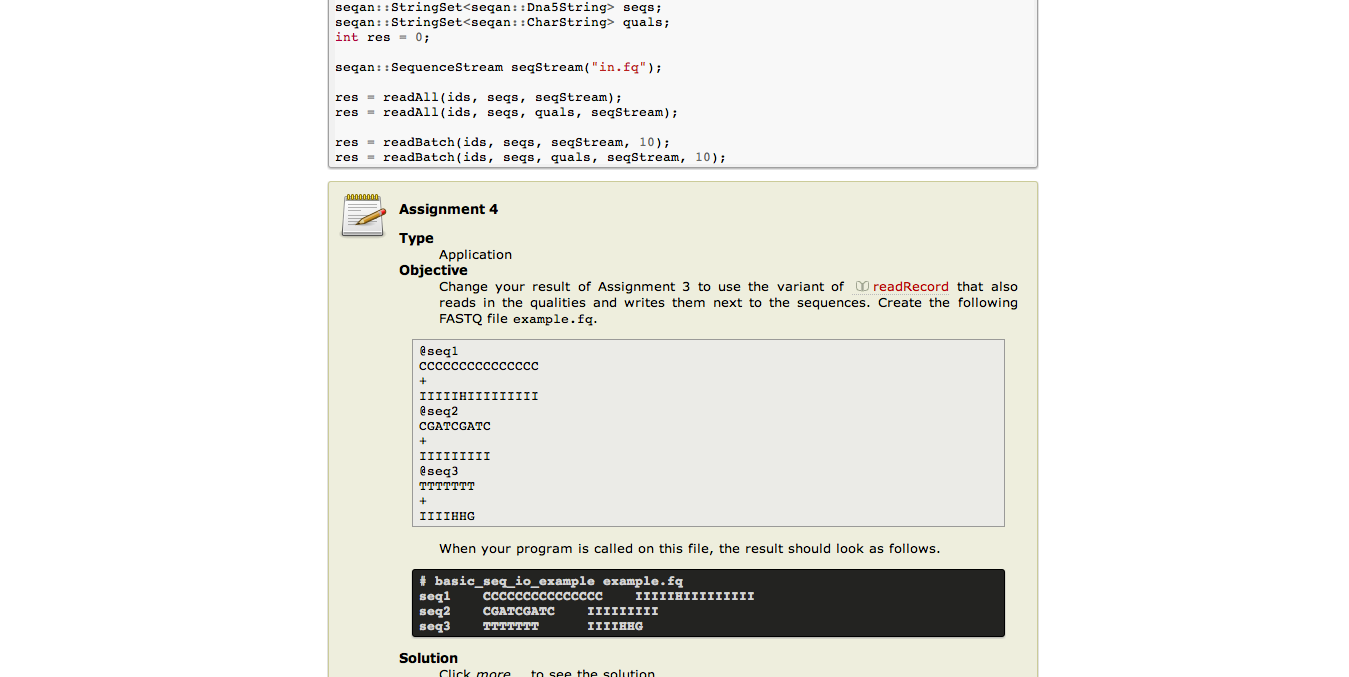 seqan::StringSet<seqan::Dna5String> seqs;
seqan::StringSet<seqan::CharString> quals;
int res = 0;
seqan::SequenceStream seqStream("in.fq");
res = readAll(ids, seqs, seqStream);
res = readAll(ids, seqs, quals, seqStream);
res = readBatch(ids, seqs, seqStream, 10);
res = readBatch(ids, seqs, quals, seqStream, 10);
Assignment 4
Type
Application
Objective
Change your result of Assignment 3 to use the variant of readRecord that also
reads in the qualities and writes them next to the sequences. Create the following
FASTQ file example.fq.
@seq1
CCCCCCCCCCCCCCC
+
IIIIIHIIIIIIIII
@seq2
CGATCGATC
+
IIIIIIIII
@seq3
TTTTTTT
+
IIIIHHG
When your program is called on this file, the result should look as follows.
# basic_seq_io_example example.fq
seq1    CCCCCCCCCCCCCCC    IIIIIHIIIIIIIII
seq2    CGATCGATC    IIIIIIIII
seq3    TTTTTTT      IIIIHHG
Solution
Click more... to see the solution.